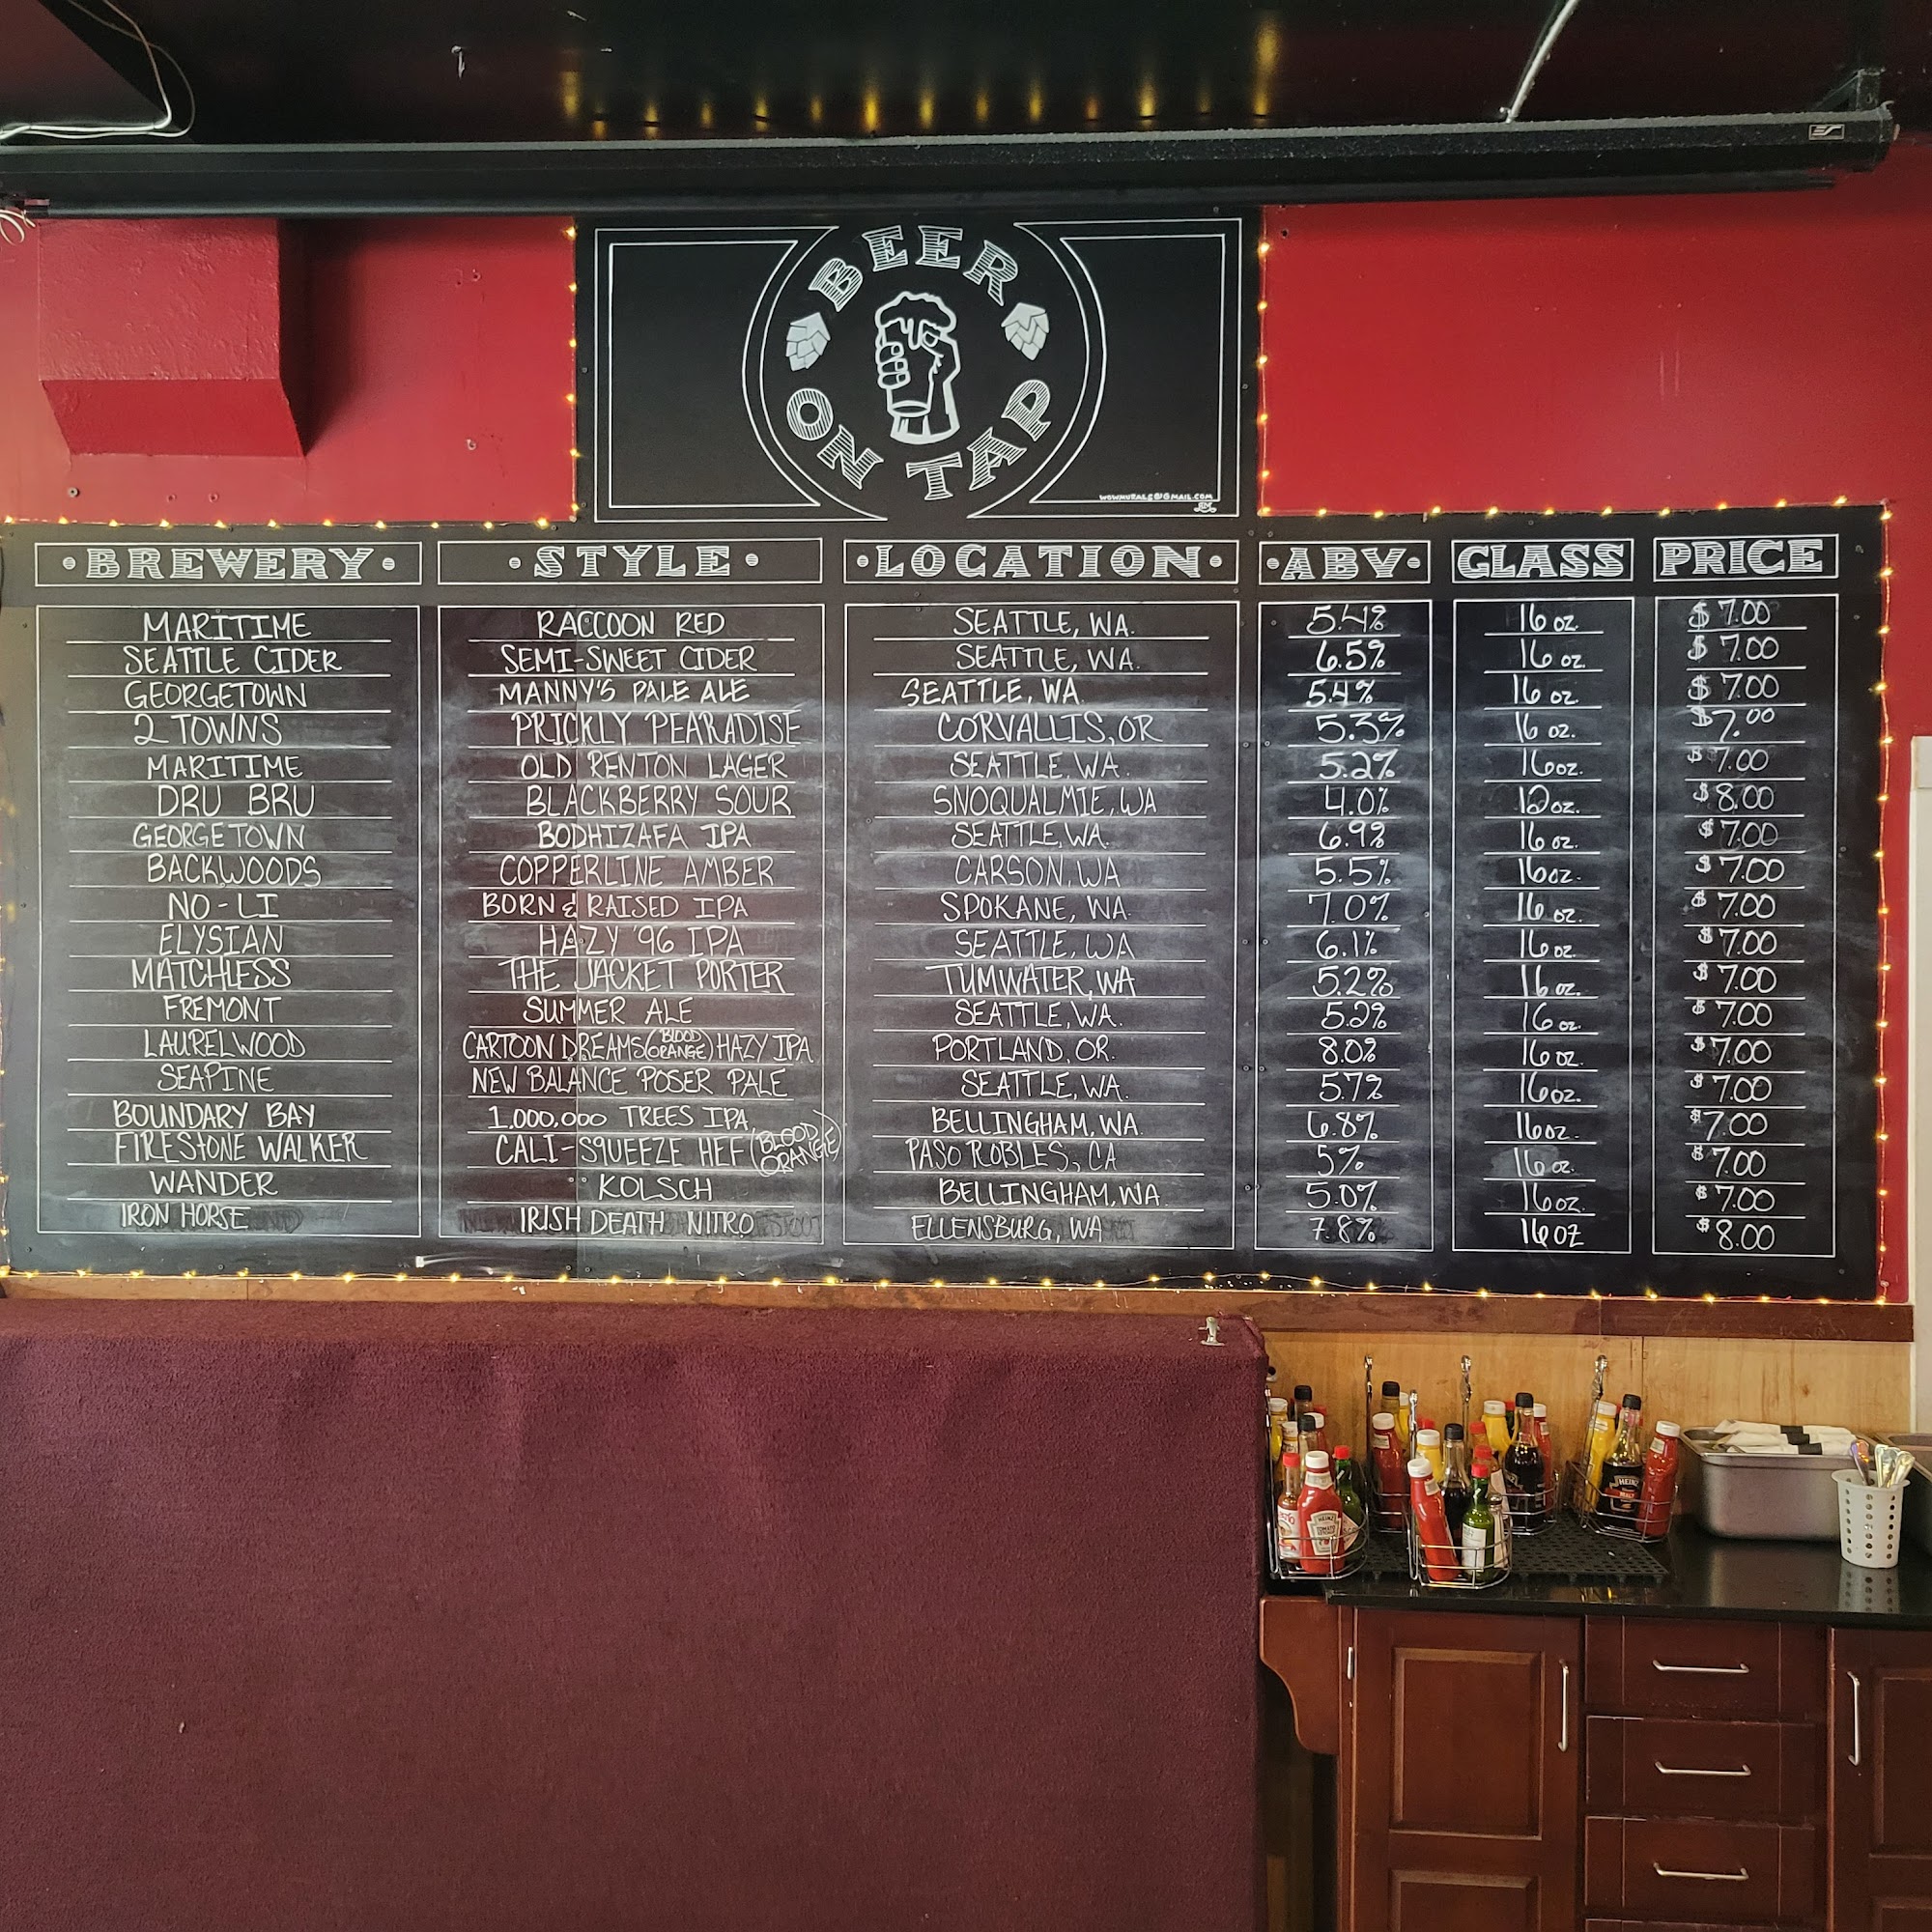 BEER
ON TAP
WOWMURALS@GMAIL.COM
BREWERY STYLE LOCATION ABV GLASS PRICE
MARITIME RACCOON RED SEATTLE, WA. 5.4% 16 oz. $ 7.00
SEATTLE CIDER SEMI-SWEET CIDER SEATTLE, WA. 6.5% 16 oz. $ 7.00
GEORGETOWN MANNY'S PALE ALE SEATTLE, WA. 5.4% 16 oz. $ 7.00
2 TOWNS PRICKLY PEARADISE CORVALLIS, OR 5.3% 16 oz. $7.00
MARITIME OLD RENTON LAGER SEATTLE, WA. 5.2% 16oz. $ 7.00
DRU BRU BLACKBERRY SOUR SNOQUALMIE, WA 4.0% 12oz. $ 8.00
GEORGETOWN BODHIZAFA IPA SEATTLE, WA. 6.9% 16 oz. $ 7.00
BACKWOODS COPPERLINE AMBER CARSON, WA 5.5% 16oz. $ 7.00
NO-LI BORN & RAISED IPA SPOKANE, WA. 7.0% 16 oz. $ 7.00
ELYSIAN HAZY '96 IPA SEATTLE, WA 6.1% 16 oz. $ 7.00
MATCHLESS THE JACKET PORTER TUMWATER, WA 5.2% 16 oz. $ 7.00
FREMONT SUMMER ALE SEATTLE, WA. 5.2% 16 oz. $ 7.00
LAURELWOOD CARTOON DREAMS (BLOOD ORANGE) HAZY IPA PORTLAND, OR. 8.0% 16 oz. $ 7.00
SEAPINE NEW BALANCE POSER PALE SEATTLE, WA. 5.7% 16oz. $ 7.00
BOUNDARY BAY 1,000,000 TREES IPA BELLINGHAM, WA. 6.8% 16oz. $7.00
FIRESTONE WALKER CALI-SQUEEZE HEF (BLOOD ORANGE) PASO ROBLES, CA 5% 16 oz. $ 7.00
WANDER KOLSCH BELLINGHAM, WA. 5.0% 16oz. $ 7.00
IRON HORSE IRISH DEATH NITRO ELLENSBURG, WA 7.8% 16 OZ $ 8.00
HEINZ
TOMATO
KETCHUP
HEINZ